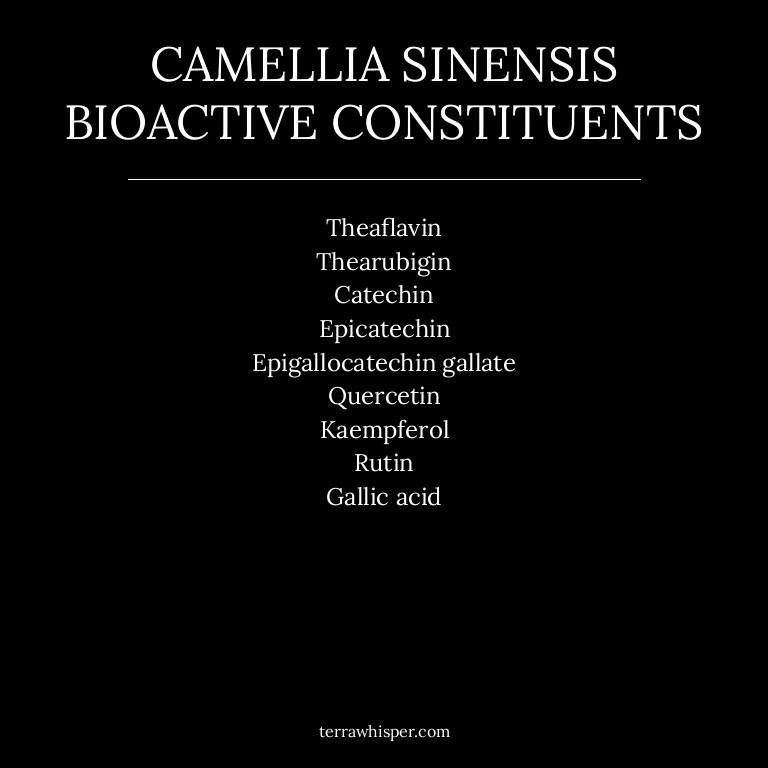 CAMELLIA SINENSIS
BIOACTIVE CONSTITUENTS
Theaflavin
Thearubigin
Catechin
Epicatechin
Epigallocatechin gallate
Quercetin
Kaempferol
Rutin
Gallic acid
terrawhisper.com